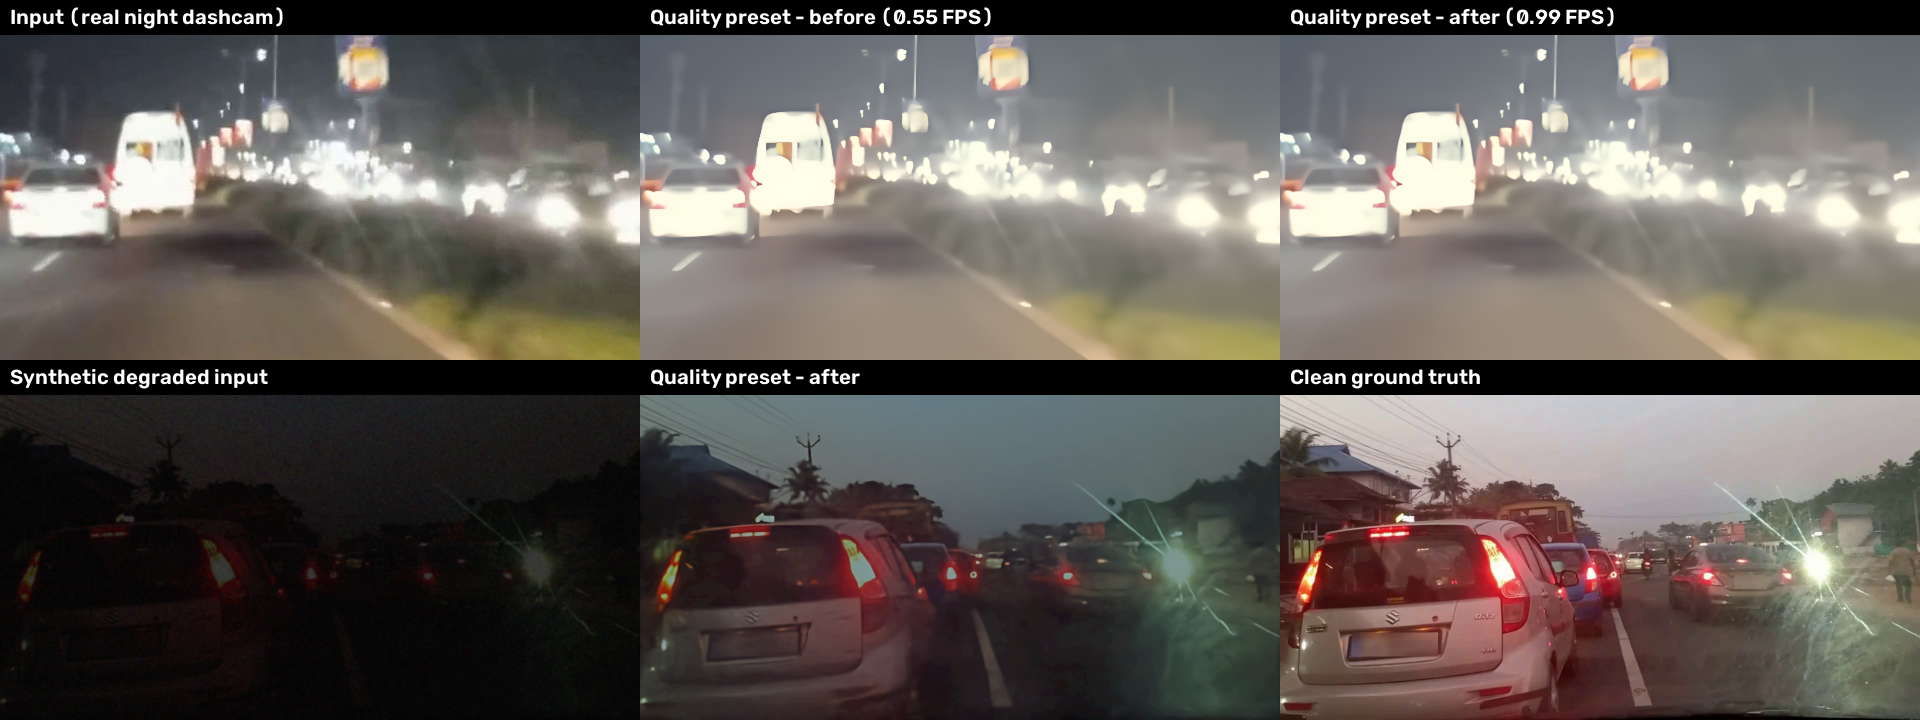 Input (real night dashcam)
Quality preset - before (0.55 FPS)
Quality preset - after (0.99 FPS)
Synthetic degraded input
Quality preset - after
Clean ground truth